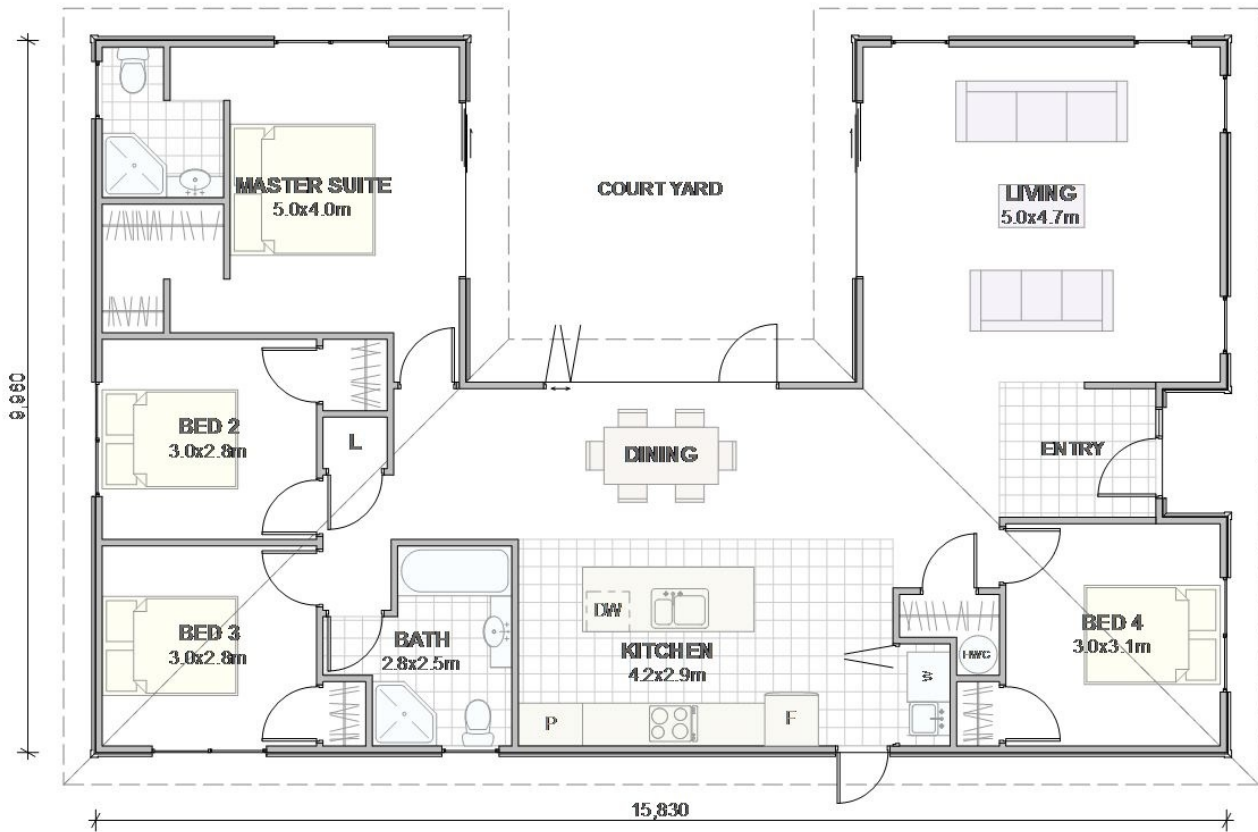 MASTER SUITE
5.0x4.0m
COURT YARD
LIVING
5.0x4.7m
9,960
BED 2
3.0x2.8m
L
DINING
ENTRY
BED 3
3.0x2.8m
BATH
2.8x2.5m
DW
KITCHEN
4.2x2.9m
P
F
W
HWC
BED 4
3.0x3.1m
15,830